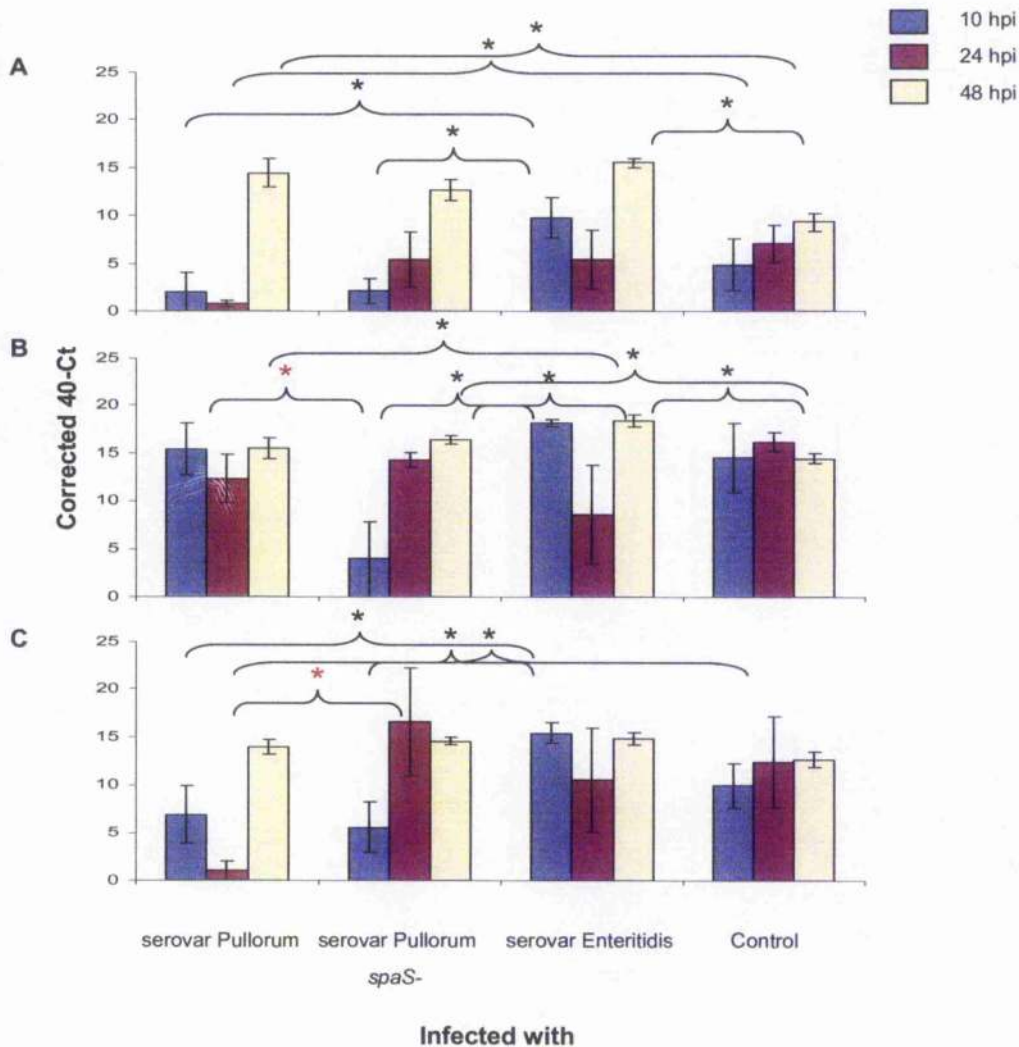 10 hpi
24 hpi
48 hpi
* *
A
25
20
15
10
5
0
* * * 
B
25
20
15
10
5
0
* * * * * *
C
25
20
15
10
5
0
* * * *
Corrected 40-Ct
serovar Pullorum
serovar Pullorum
spaS-
serovar Enteritidis
Control
Infected with